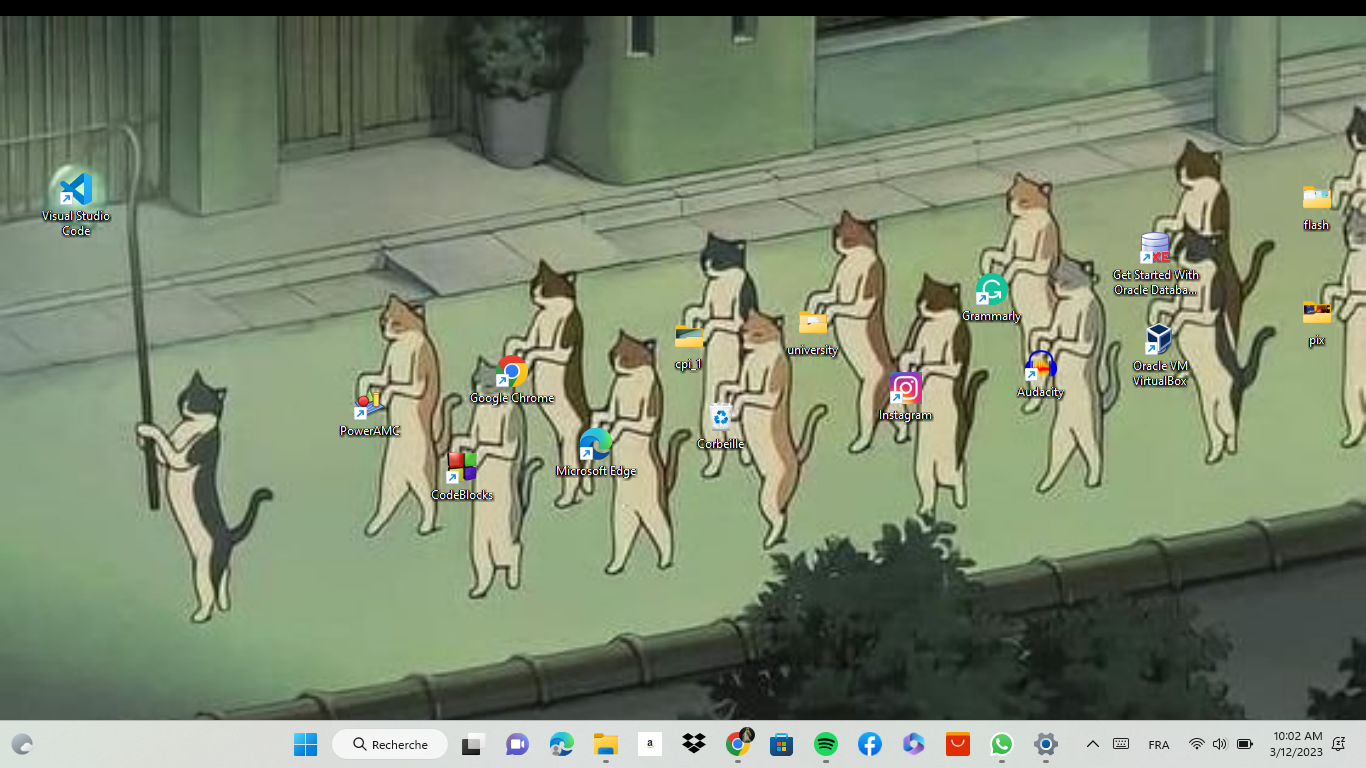 Visual Studio
Code
PowerAMC
CodeBlocks
Google Chrome
Microsoft Edge
cpi_1
Corbeille
university
Instagram
Grammarly
Audacity
Get Started With
Oracle Databa...
XE
Oracle VM
VirtualBox
flash
pix
Recherche
a
FRA
10:02 AM
3/12/2023